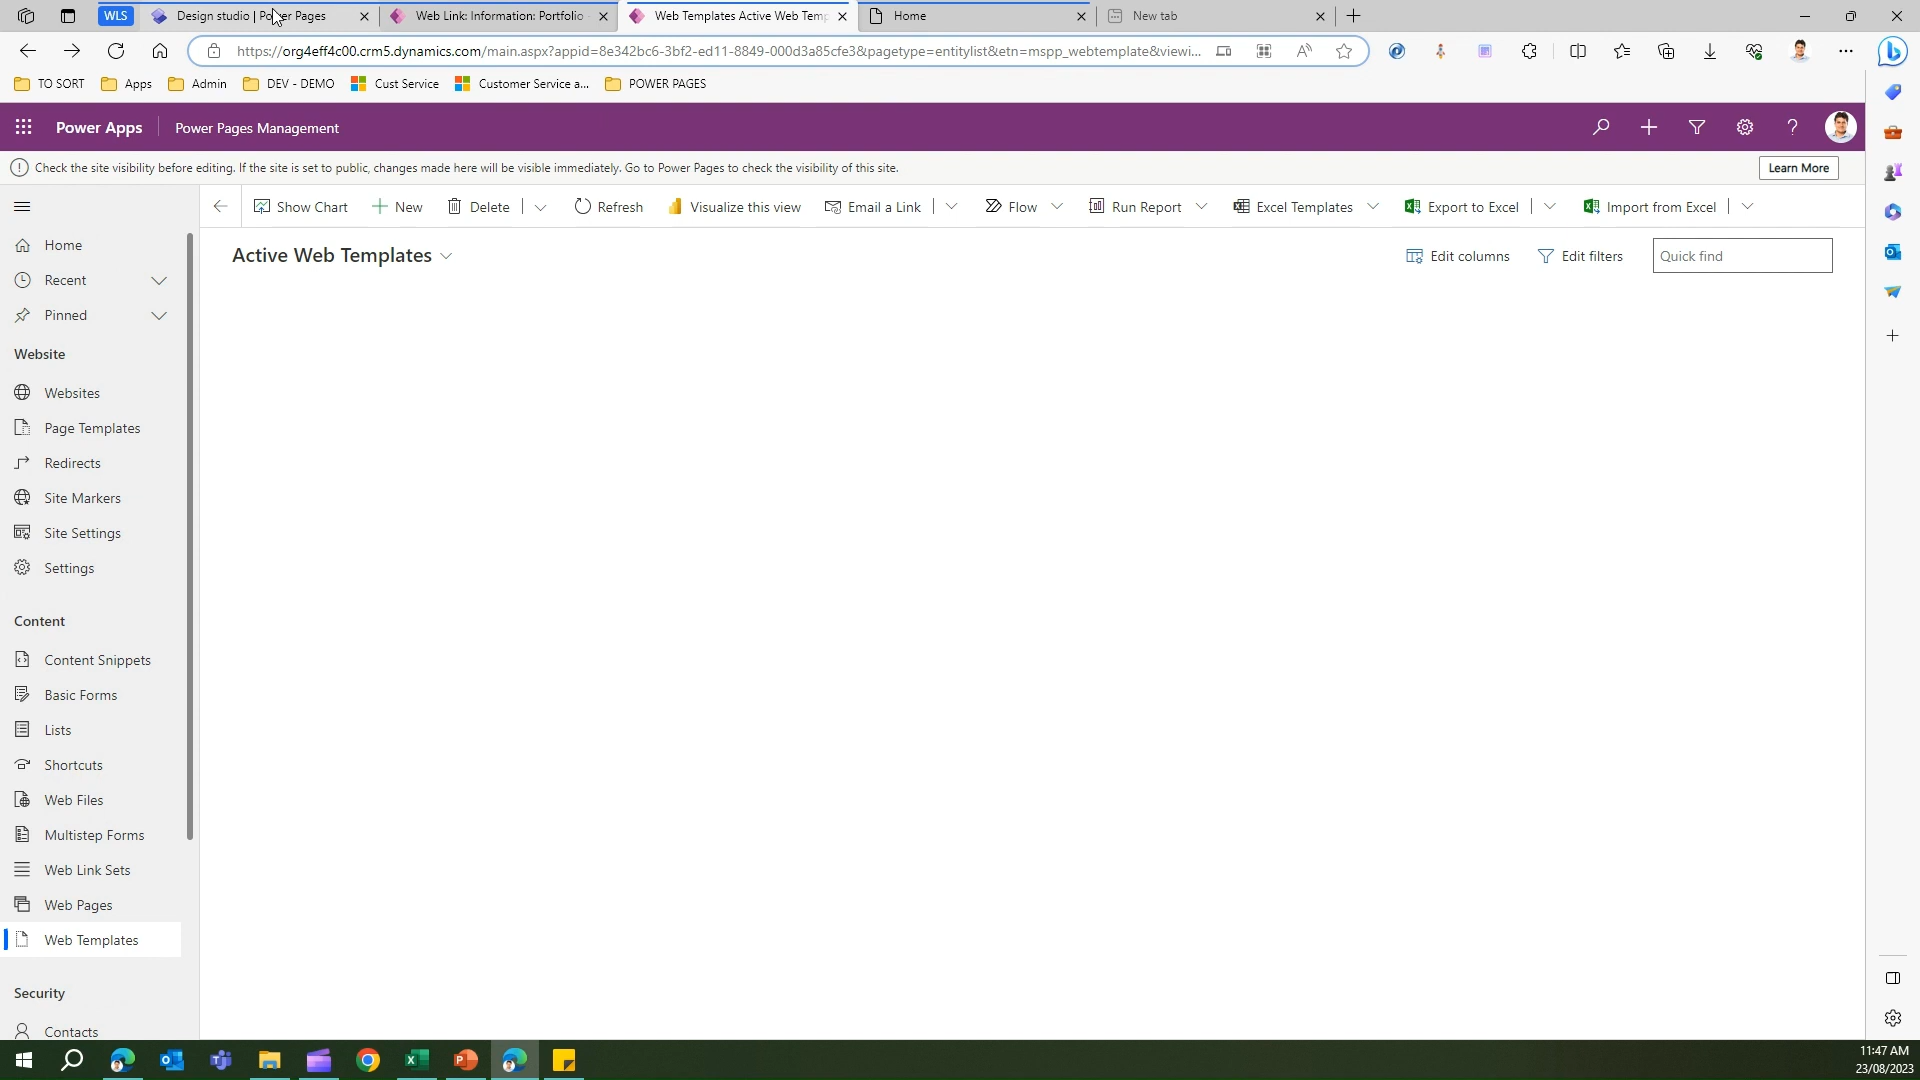 WLS
Design studio | Power Pages
Web Link: Information: Portfolio
Web Templates Active Web Temp
Home
New tab
https://org4eff4c00.crm5.dynamics.com/main.aspx?appid=8e342bc6-3bf2-ed11-8849-000d3a85cfe3&pagetype=entitylist&etn=mspp_webtemplate&viewi...
TO SORT
Apps
Admin
DEV - DEMO
Cust Service
Customer Service a...
POWER PAGES
Power Apps
Power Pages Management
Check the site visibility before editing. If the site is set to public, changes made here will be visible immediately. Go to Power Pages to check the visibility of this site.
Learn More
Show Chart
New
Delete
Refresh
Visualize this view
Email a Link
Flow
Run Report
Excel Templates
Export to Excel
Import from Excel
Active Web Templates
Edit columns
Edit filters
Quick find
Home
Recent
Pinned
Website
Websites
Page Templates
Redirects
Site Markers
Site Settings
Settings
Content
Content Snippets
Basic Forms
Lists
Shortcuts
Web Files
Multistep Forms
Web Link Sets
Web Pages
Web Templates
Security
Contacts
11:47 AM
23/08/2023